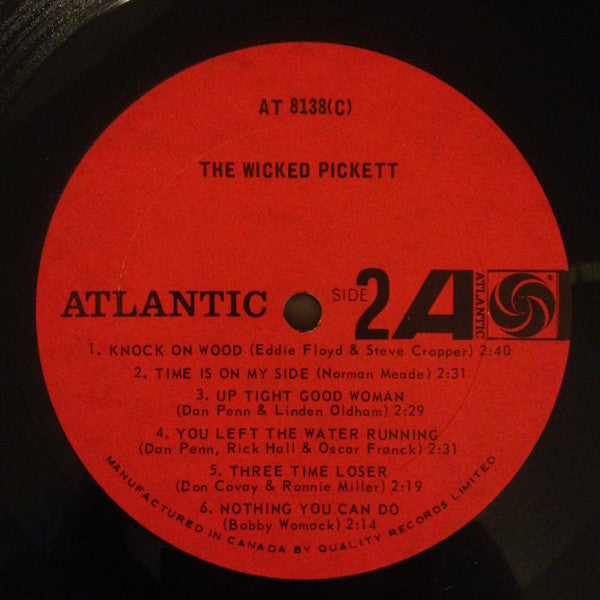 AT 8138(C)
THE WICKED PICKETT
ATLANTIC
SIDE 2
A ATLANTIC
1. KNOCK ON WOOD (Eddie Floyd & Steve Cropper) 2:40
2. TIME IS ON MY SIDE (Norman Meade) 2:31
3. UP TIGHT GOOD WOMAN
(Dan Penn & Linden Oldham) 2:29
4. YOU LEFT THE WATER RUNNING
(Dan Penn, Rick Hall & Oscar Franck) 2:31
5. THREE TIME LOSER
(Don Covay & Ronnie Miller) 2:19
6. NOTHING YOU CAN DO
(Bobby Womack) 2:14
MANUFACTURED IN CANADA BY QUALITY RECORDS LIMITED